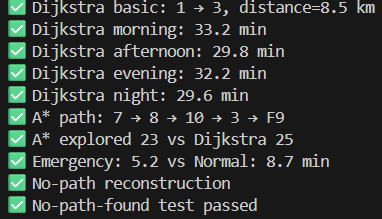 ✅ Dijkstra basic: 1 → 3, distance=8.5 km
✅ Dijkstra morning: 33.2 min
✅ Dijkstra afternoon: 29.8 min
✅ Dijkstra evening: 32.2 min
✅ Dijkstra night: 29.6 min
✅ A* path: 7 → 8 → 10 → 3 → F9
✅ A* explored 23 vs Dijkstra 25
✅ Emergency: 5.2 vs Normal: 8.7 min
✅ No-path reconstruction
✅ No-path-found test passed